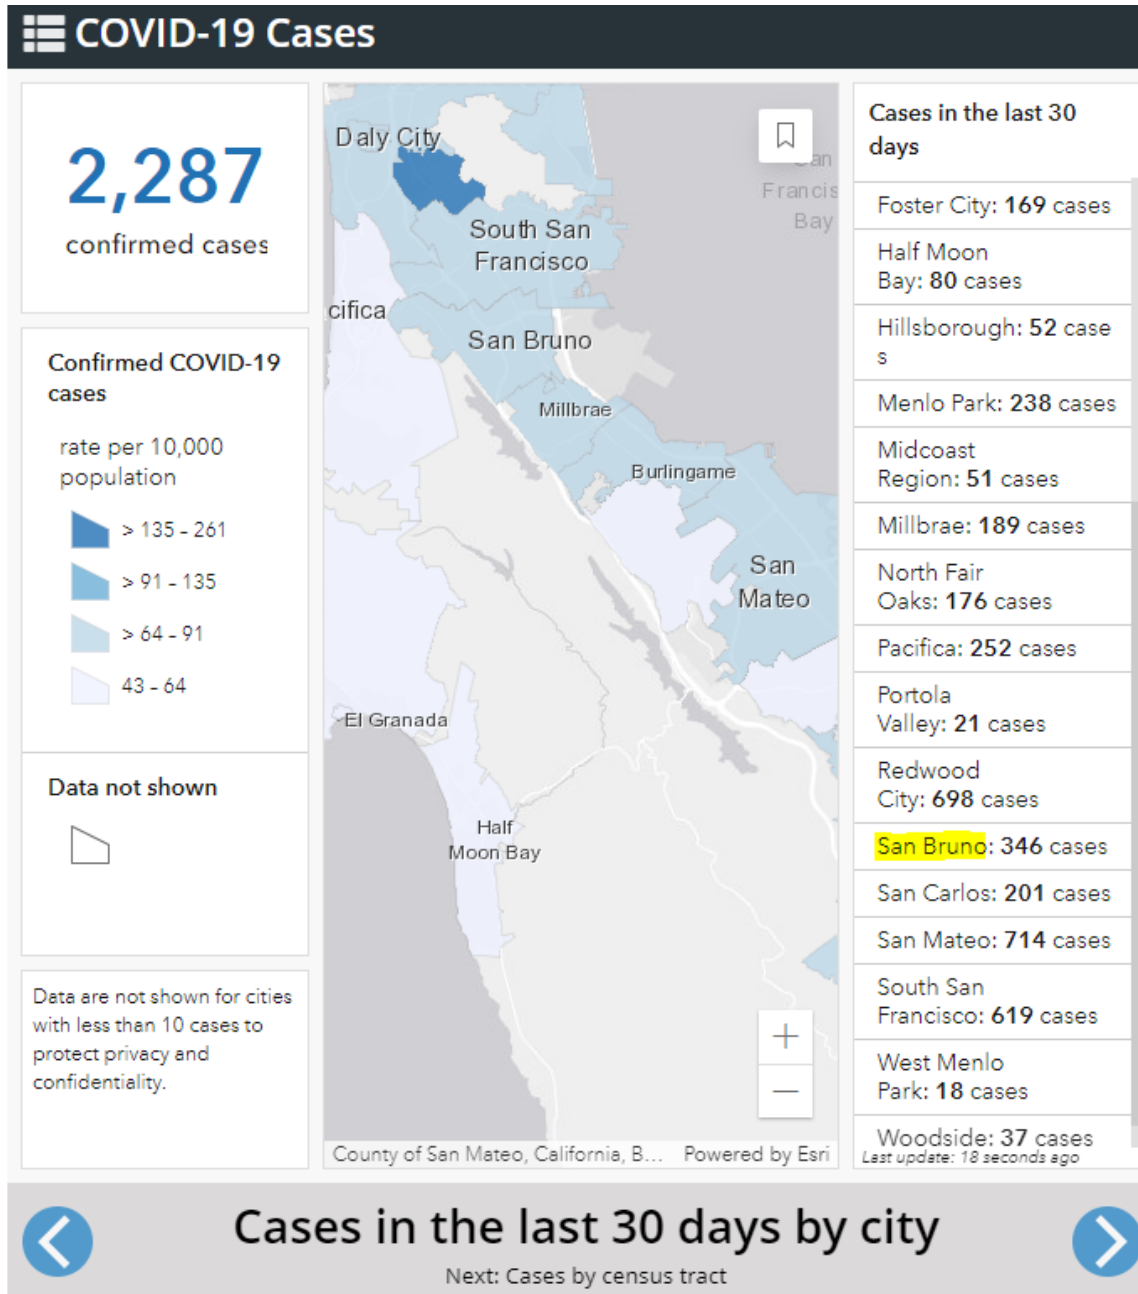 COVID-19 Cases
2,287
confirmed cases
Confirmed COVID-19
cases
rate per 10,000
population
> 135 - 261
> 91 - 135
> 64 - 91
43 - 64
Data not shown
Data are not shown for cities
with less than 10 cases to
protect privacy and
confidentiality.
Daly City
San
Francis
Bay
South San
Francisco
cifica
San Bruno
Millbrae
Burlingame
San
Mateo
El Granada
Half
Moon Bay
County of San Mateo, California, B... Powered by Esri
Cases in the last 30
days
Foster City: 169 cases
Half Moon
Bay: 80 cases
Hillsborough: 52 case
s
Menlo Park: 238 cases
Midcoast
Region: 51 cases
Millbrae: 189 cases
North Fair
Oaks: 176 cases
Pacifica: 252 cases
Portola
Valley: 21 cases
Redwood
City: 698 cases
San Bruno: 346 cases
San Carlos: 201 cases
San Mateo: 714 cases
South San
Francisco: 619 cases
West Menlo
Park: 18 cases
Woodside: 37 cases
Last update: 18 seconds ago
Cases in the last 30 days by city
Next: Cases by census tract